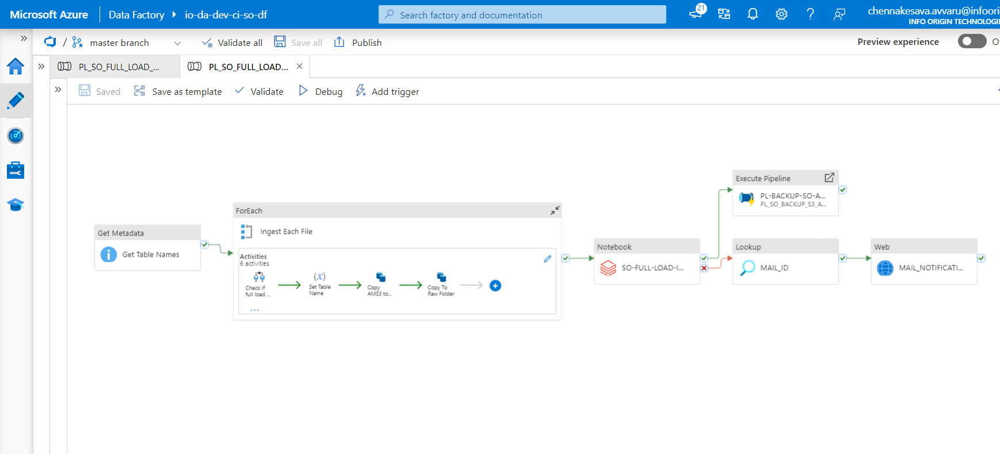 Microsoft Azure Data Factory io-da-dev-ci-so-df Search factory and documentation 21 chennakesava.avvaru@infoori
INFO ORIGIN TECHNOLOGI
/ master branch Validate all Save all Publish Preview experience
PL_SO_FULL_LOAD_... PL_SO_FULL_LOAD...
Saved Save as template Validate Debug Add trigger
Get Metadata
Get Table Names
ForEach
Ingest Each File
Activities
6 activities
Check if
full load ...
Set Table
Name
Copy
AMS3 to...
Copy To
Raw Folder
...
Notebook
SO-FULL-LOAD-I...
Execute Pipeline
PL-BACKUP-SO-A...
PL_SO_BACKUP_S3_A...
Lookup
MAIL_ID
Web
MAIL_NOTIFICATI...